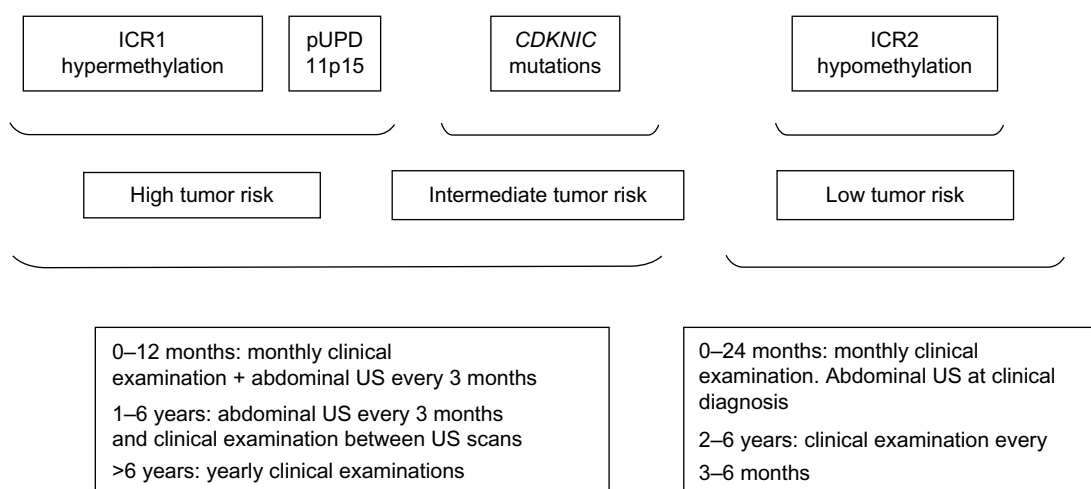 ICR1
hypermethylation
pUPD
11p15
CDKNIC
mutations
ICR2
hypomethylation
High tumor risk
Intermediate tumor risk
Low tumor risk
0–12 months: monthly clinical
examination + abdominal US every 3 months
1–6 years: abdominal US every 3 months
and clinical examination between US scans
>6 years: yearly clinical examinations
0–24 months: monthly clinical
examination. Abdominal US at clinical
diagnosis
2–6 years: clinical examination every
3–6 months